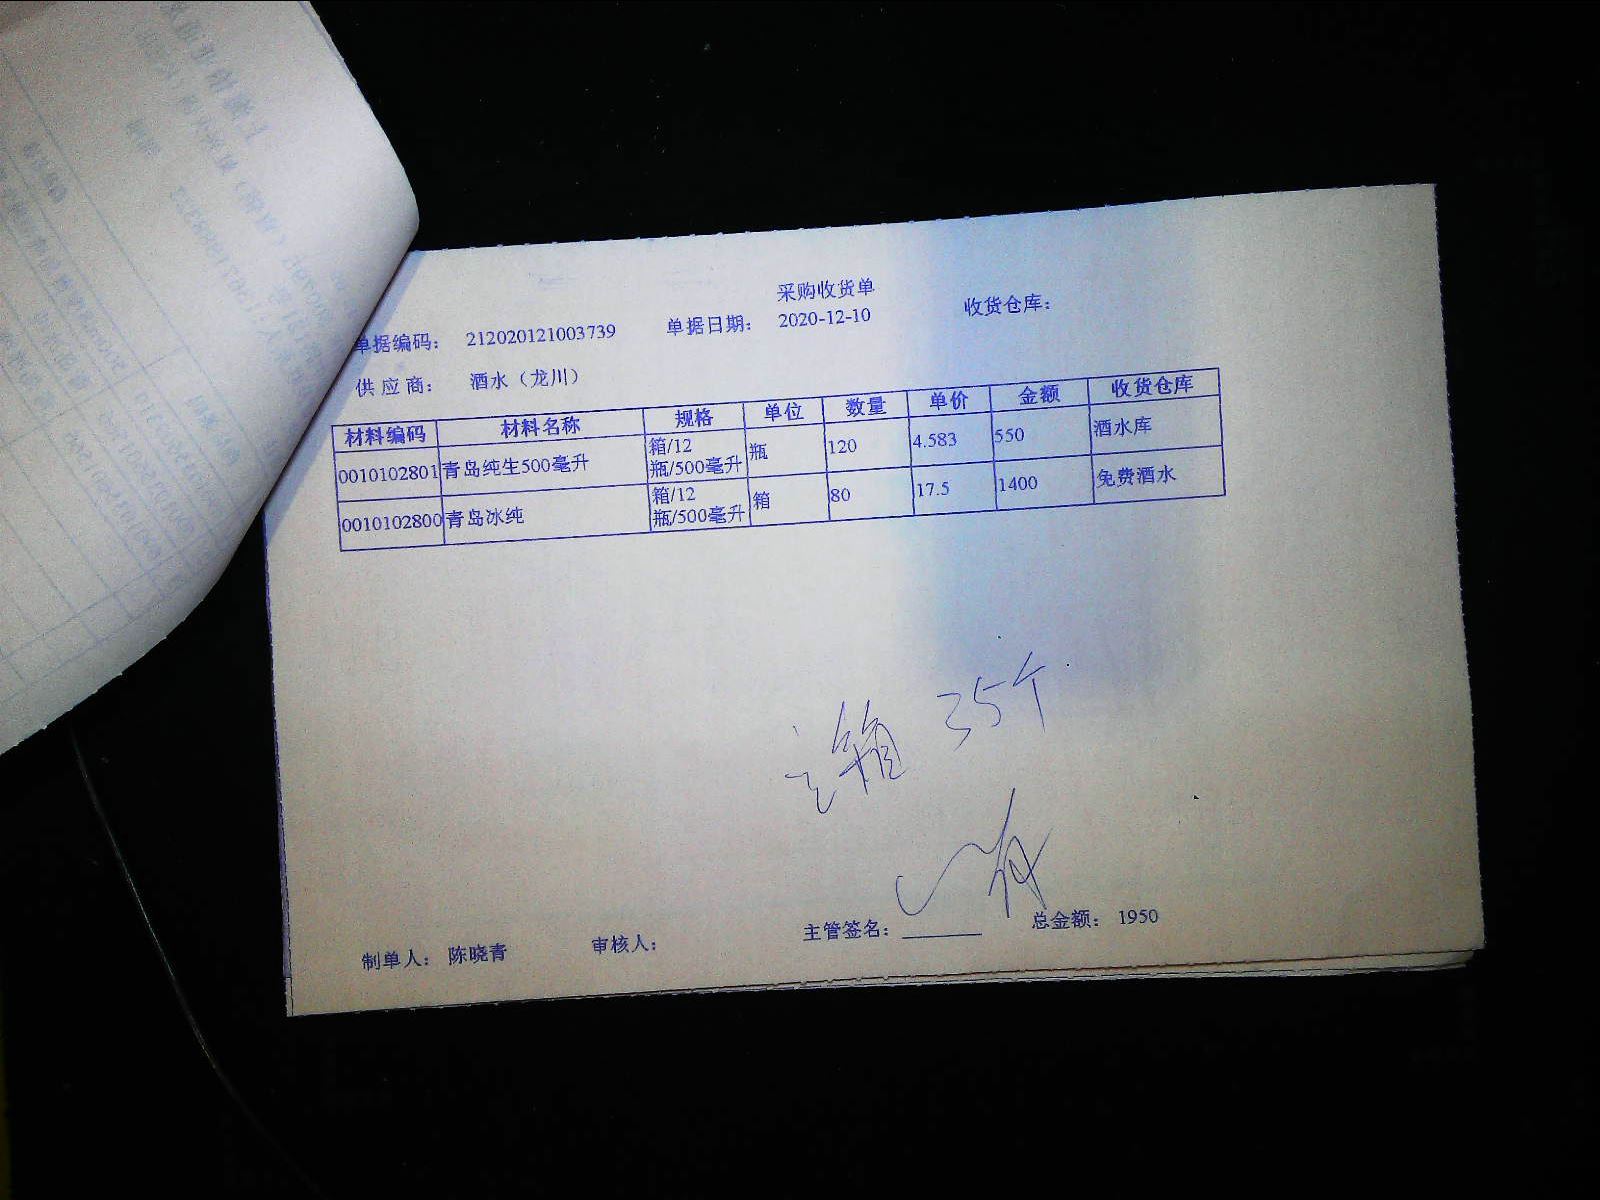 采购收货单
单据编码： 212020121003739 单据日期： 2020-12-10 收货仓库：
供应商： 酒水（龙川）
材料编码 材料名称 规格 单位 数量 单价 金额 收货仓库
0010102801 青岛纯生500毫升 箱/12瓶/500毫升 瓶 120 4.583 550 酒水库
0010102800 青岛冰纯 箱/12瓶/500毫升 箱 80 17.5 1400 免费酒水
箱 35个
制单人： 陈晓青 审核人： 主管签名： 总金额： 1950